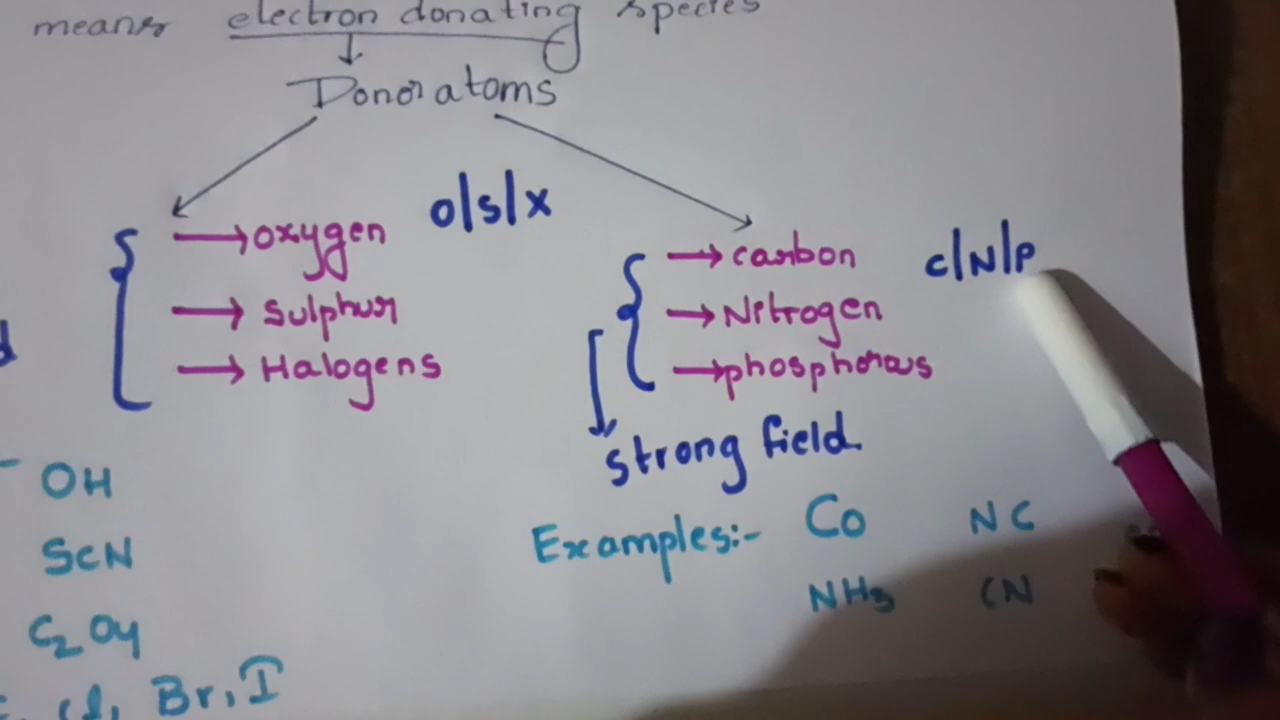 means electron donating species
Donor atoms
→ oxygen
→ Sulphur
→ Halogens
O/S/X
→ carbon
→ Nitrogen
→ phosphorous
C/N/P
strong field
OH
SCN
C2O4
Cl, Br, I
Examples:- Co NC
NH3 CN